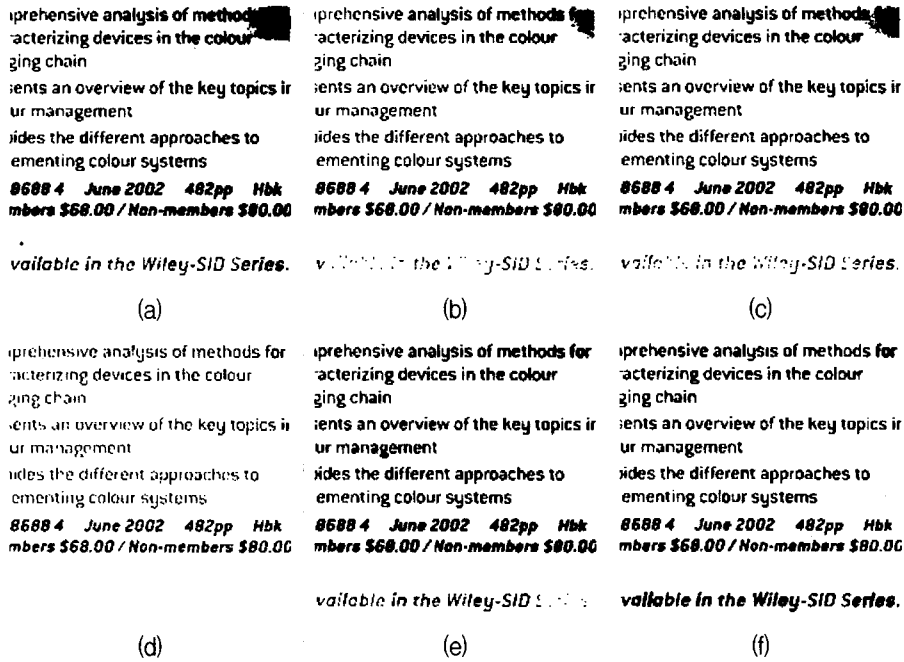 prehensive analysis of method
racterizing devices in the colour
ging chain
sents an overview of the key topics ir
ur management
vides the different approaches to
ementing colour systems
8688 4 June 2002 482pp Hbk
mbers $68.00 / Non-members $80.00
vailable in the Wiley-SID Series.
(a)
prehensive analysis of methods
racterizing devices in the colour
ging chain
sents an overview of the key topics ir
ur management
vides the different approaches to
ementing colour systems
8688 4 June 2002 482pp Hbk
mbers $68.00 / Non-members $80.00
in the -SID
(b)
prehensive analysis of methods
racterizing devices in the colour
ging chain
sents an overview of the key topics ir
ur management
vides the different approaches to
ementing colour systems
8688 4 June 2002 482pp Hbk
mbers $68.00 / Non-members $80.00
in the Wiley-SID Series.
(c)
prehensive analysis of methods for
racterizing devices in the colour
ging chain
sents an overview of the key topics in
ur management
vides the different approaches to
ementing colour systems
8688 4 June 2002 482pp Hbk
mbers $68.00 / Non-members $80.00
(d)
prehensive analysis of methods for
racterizing devices in the colour
ging chain
sents an overview of the key topics ir
ur management
vides the different approaches to
ementing colour systems
8688 4 June 2002 482pp Hbk
mbers $68.00 / Non-members $80.00
vailable in the Wiley-SID
(e)
prehensive analysis of methods for
racterizing devices in the colour
ging chain
sents an overview of the key topics ir
ur management
vides the different approaches to
ementing colour systems
8688 4 June 2002 482pp Hbk
mbers $68.00 / Non-members $80.00
vailable in the Wiley-SID Series.
(f)